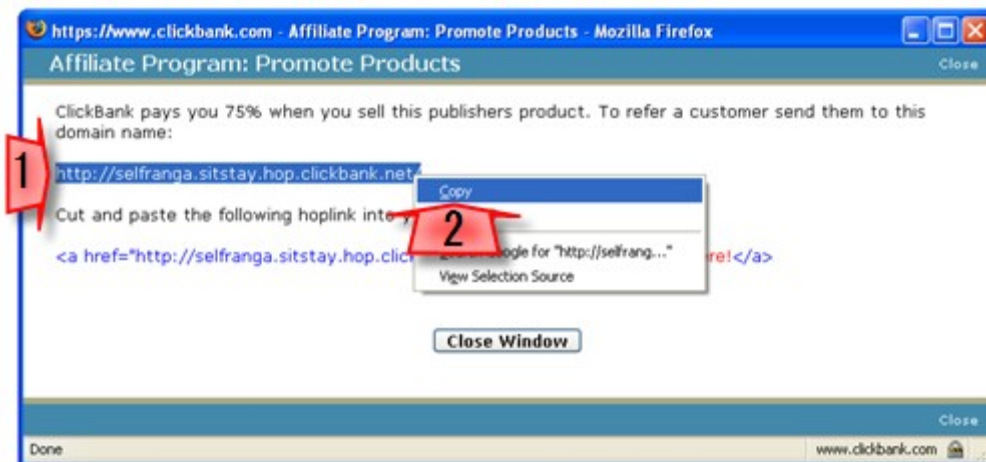 https://www.clickbank.com - Affiliate Program: Promote Products - Mozilla Firefox
Affiliate Program: Promote Products
Close
ClickBank pays you 75% when you sell this publishers product. To refer a customer send them to this
domain name:
1
http://selfranga.sitstay.hop.clickbank.net/
Copy
Cut and paste the following hoplink into
2
<a href="http://selfranga.sitstay.hop.clic
Google for "http://selfrang..."
re!</a>
View Selection Source
Close Window
Close
Done
www.clickbank.com